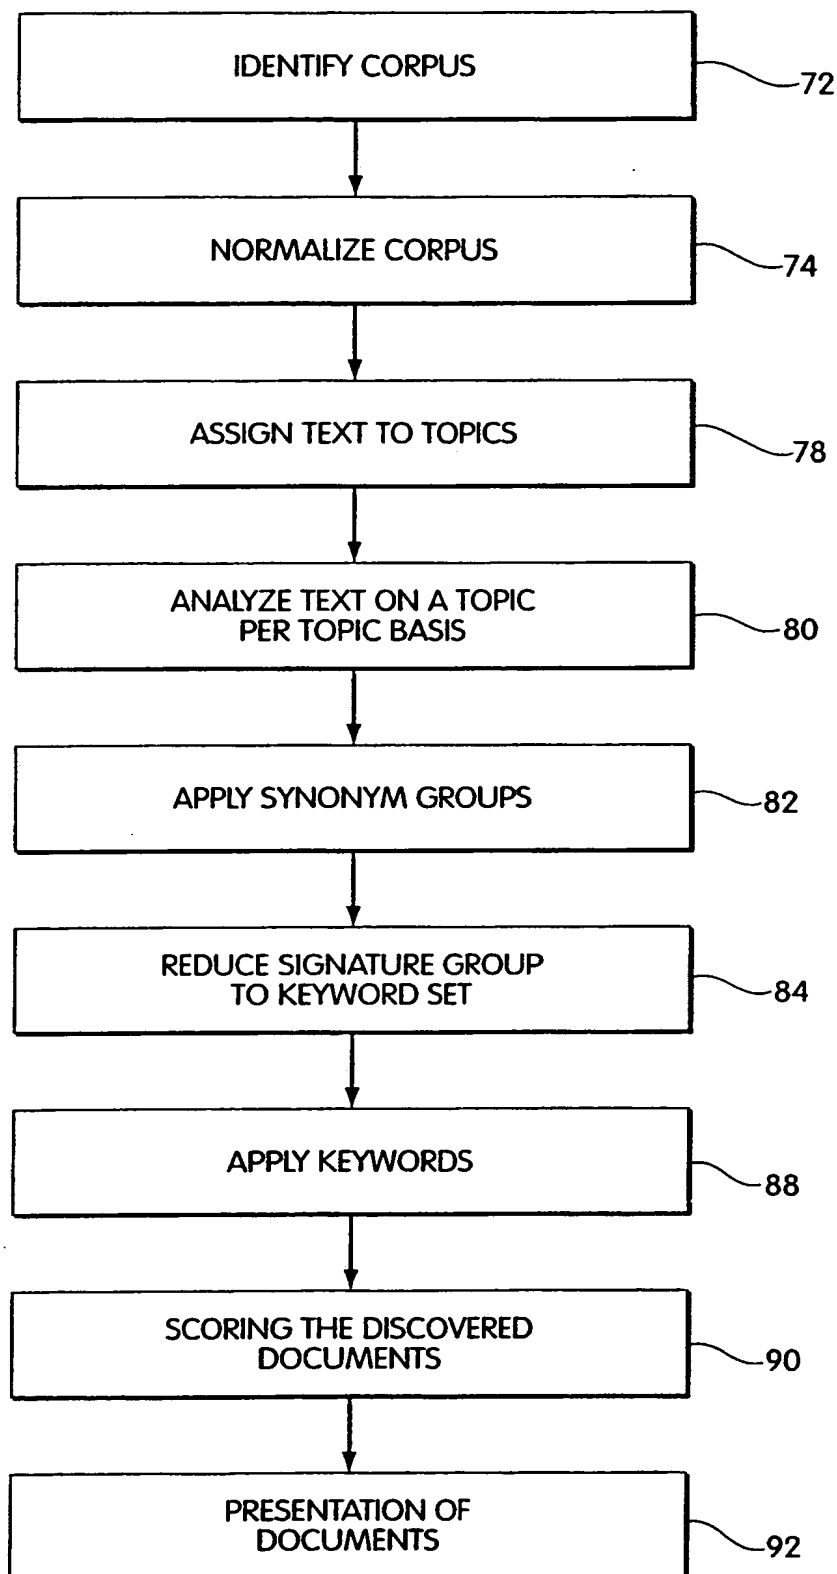 IDENTIFY CORPUS
72
NORMALIZE CORPUS
74
ASSIGN TEXT TO TOPICS
78
ANALYZE TEXT ON A TOPIC
PER TOPIC BASIS
80
APPLY SYNONYM GROUPS
82
REDUCE SIGNATURE GROUP
TO KEYWORD SET
84
APPLY KEYWORDS
88
SCORING THE DISCOVERED
DOCUMENTS
90
PRESENTATION OF
DOCUMENTS
92